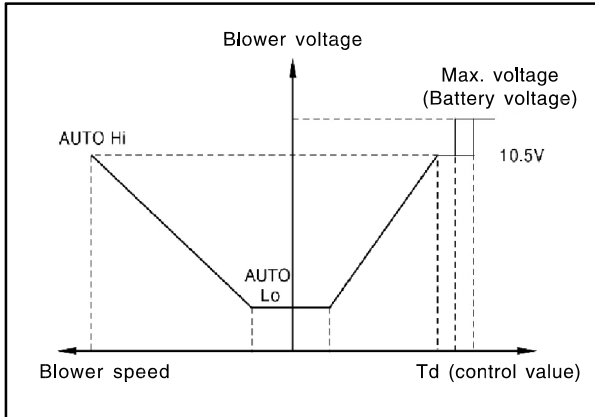 Blower voltage
Max. voltage
(Battery voltage)
AUTO Hi
10.5V
AUTO
Lo
Blower speed
Td (control value)